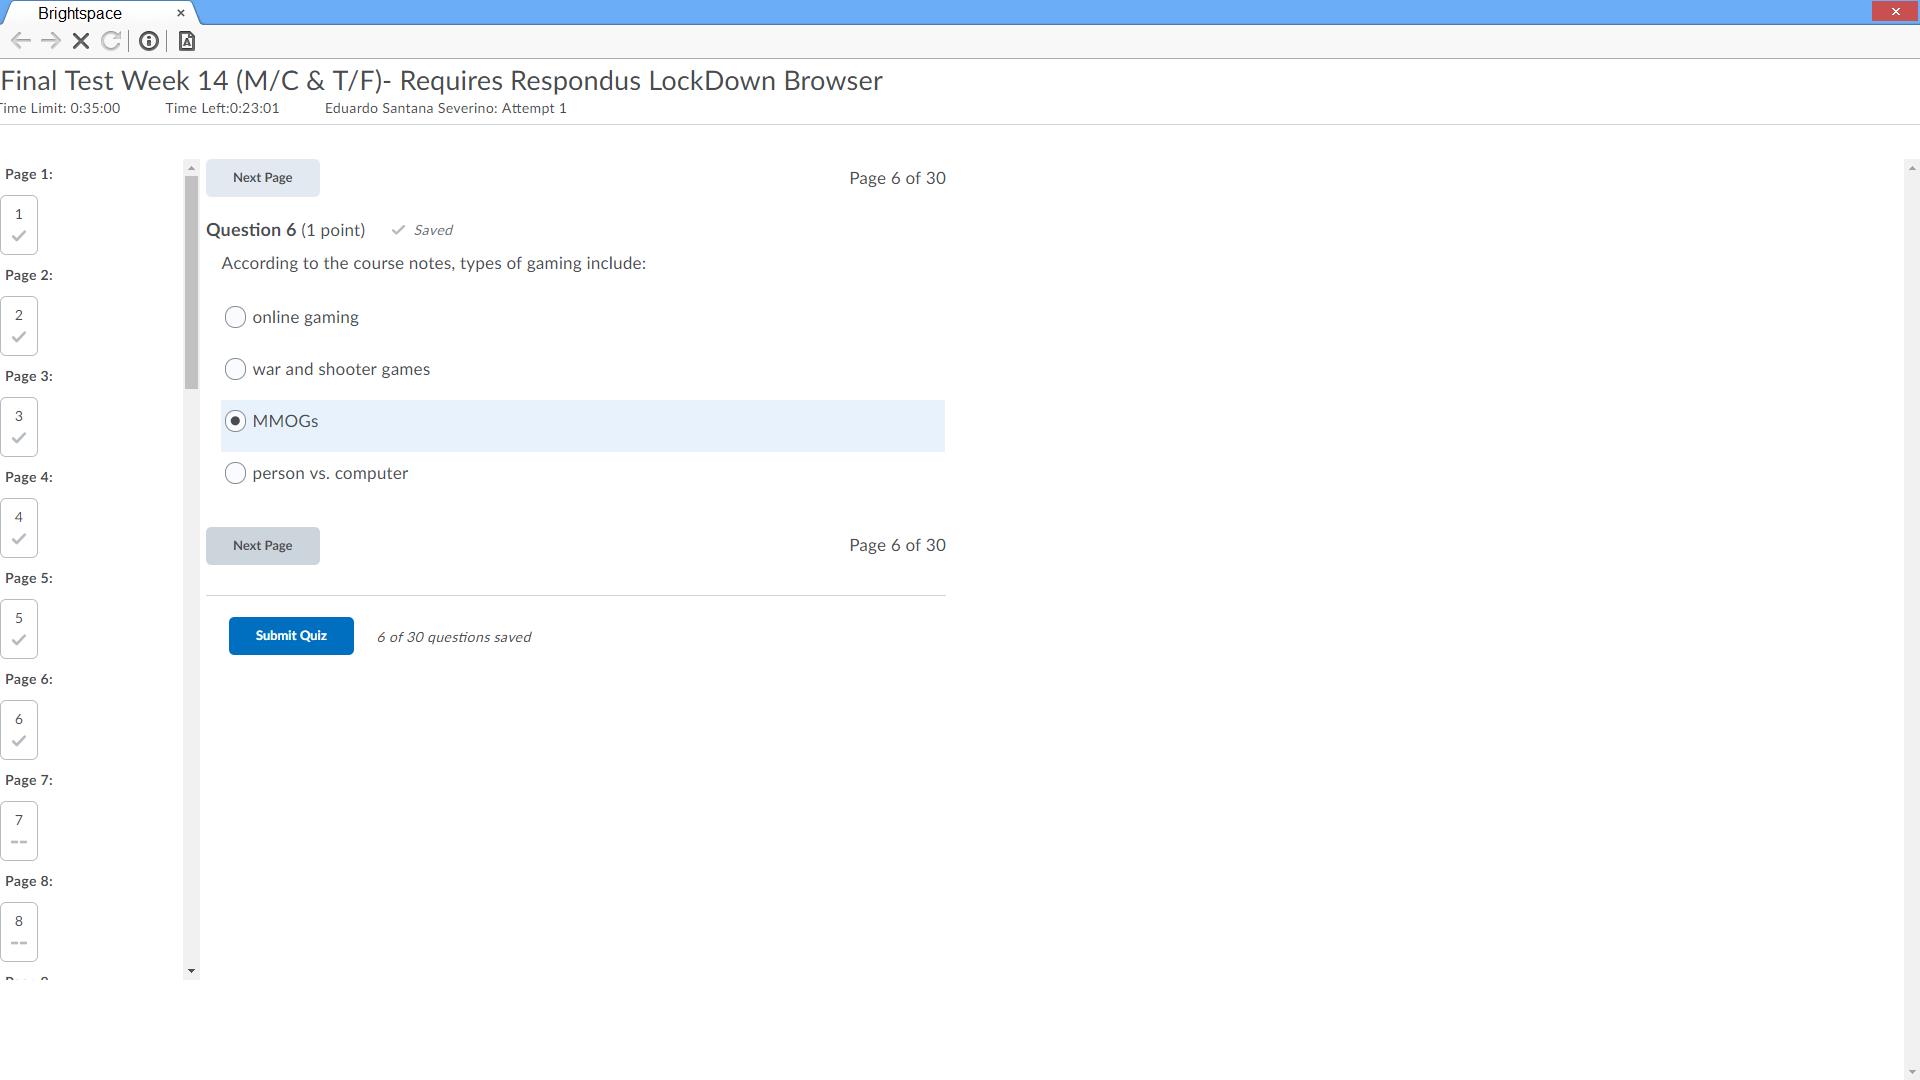 Brightspace
Final Test Week 14 (M/C & T/F)- Requires Respondus LockDown Browser
Time Limit: 0:35:00 Time Left:0:23:01 Eduardo Santana Severino: Attempt 1
Page 1:
1
Page 2:
2
Page 3:
3
Page 4:
4
Page 5:
5
Page 6:
6
Page 7:
7
--
Page 8:
8
--
Next Page Page 6 of 30
Question 6 (1 point) Saved
According to the course notes, types of gaming include:
online gaming
war and shooter games
MMOGs
person vs. computer
Next Page Page 6 of 30
Submit Quiz 6 of 30 questions saved